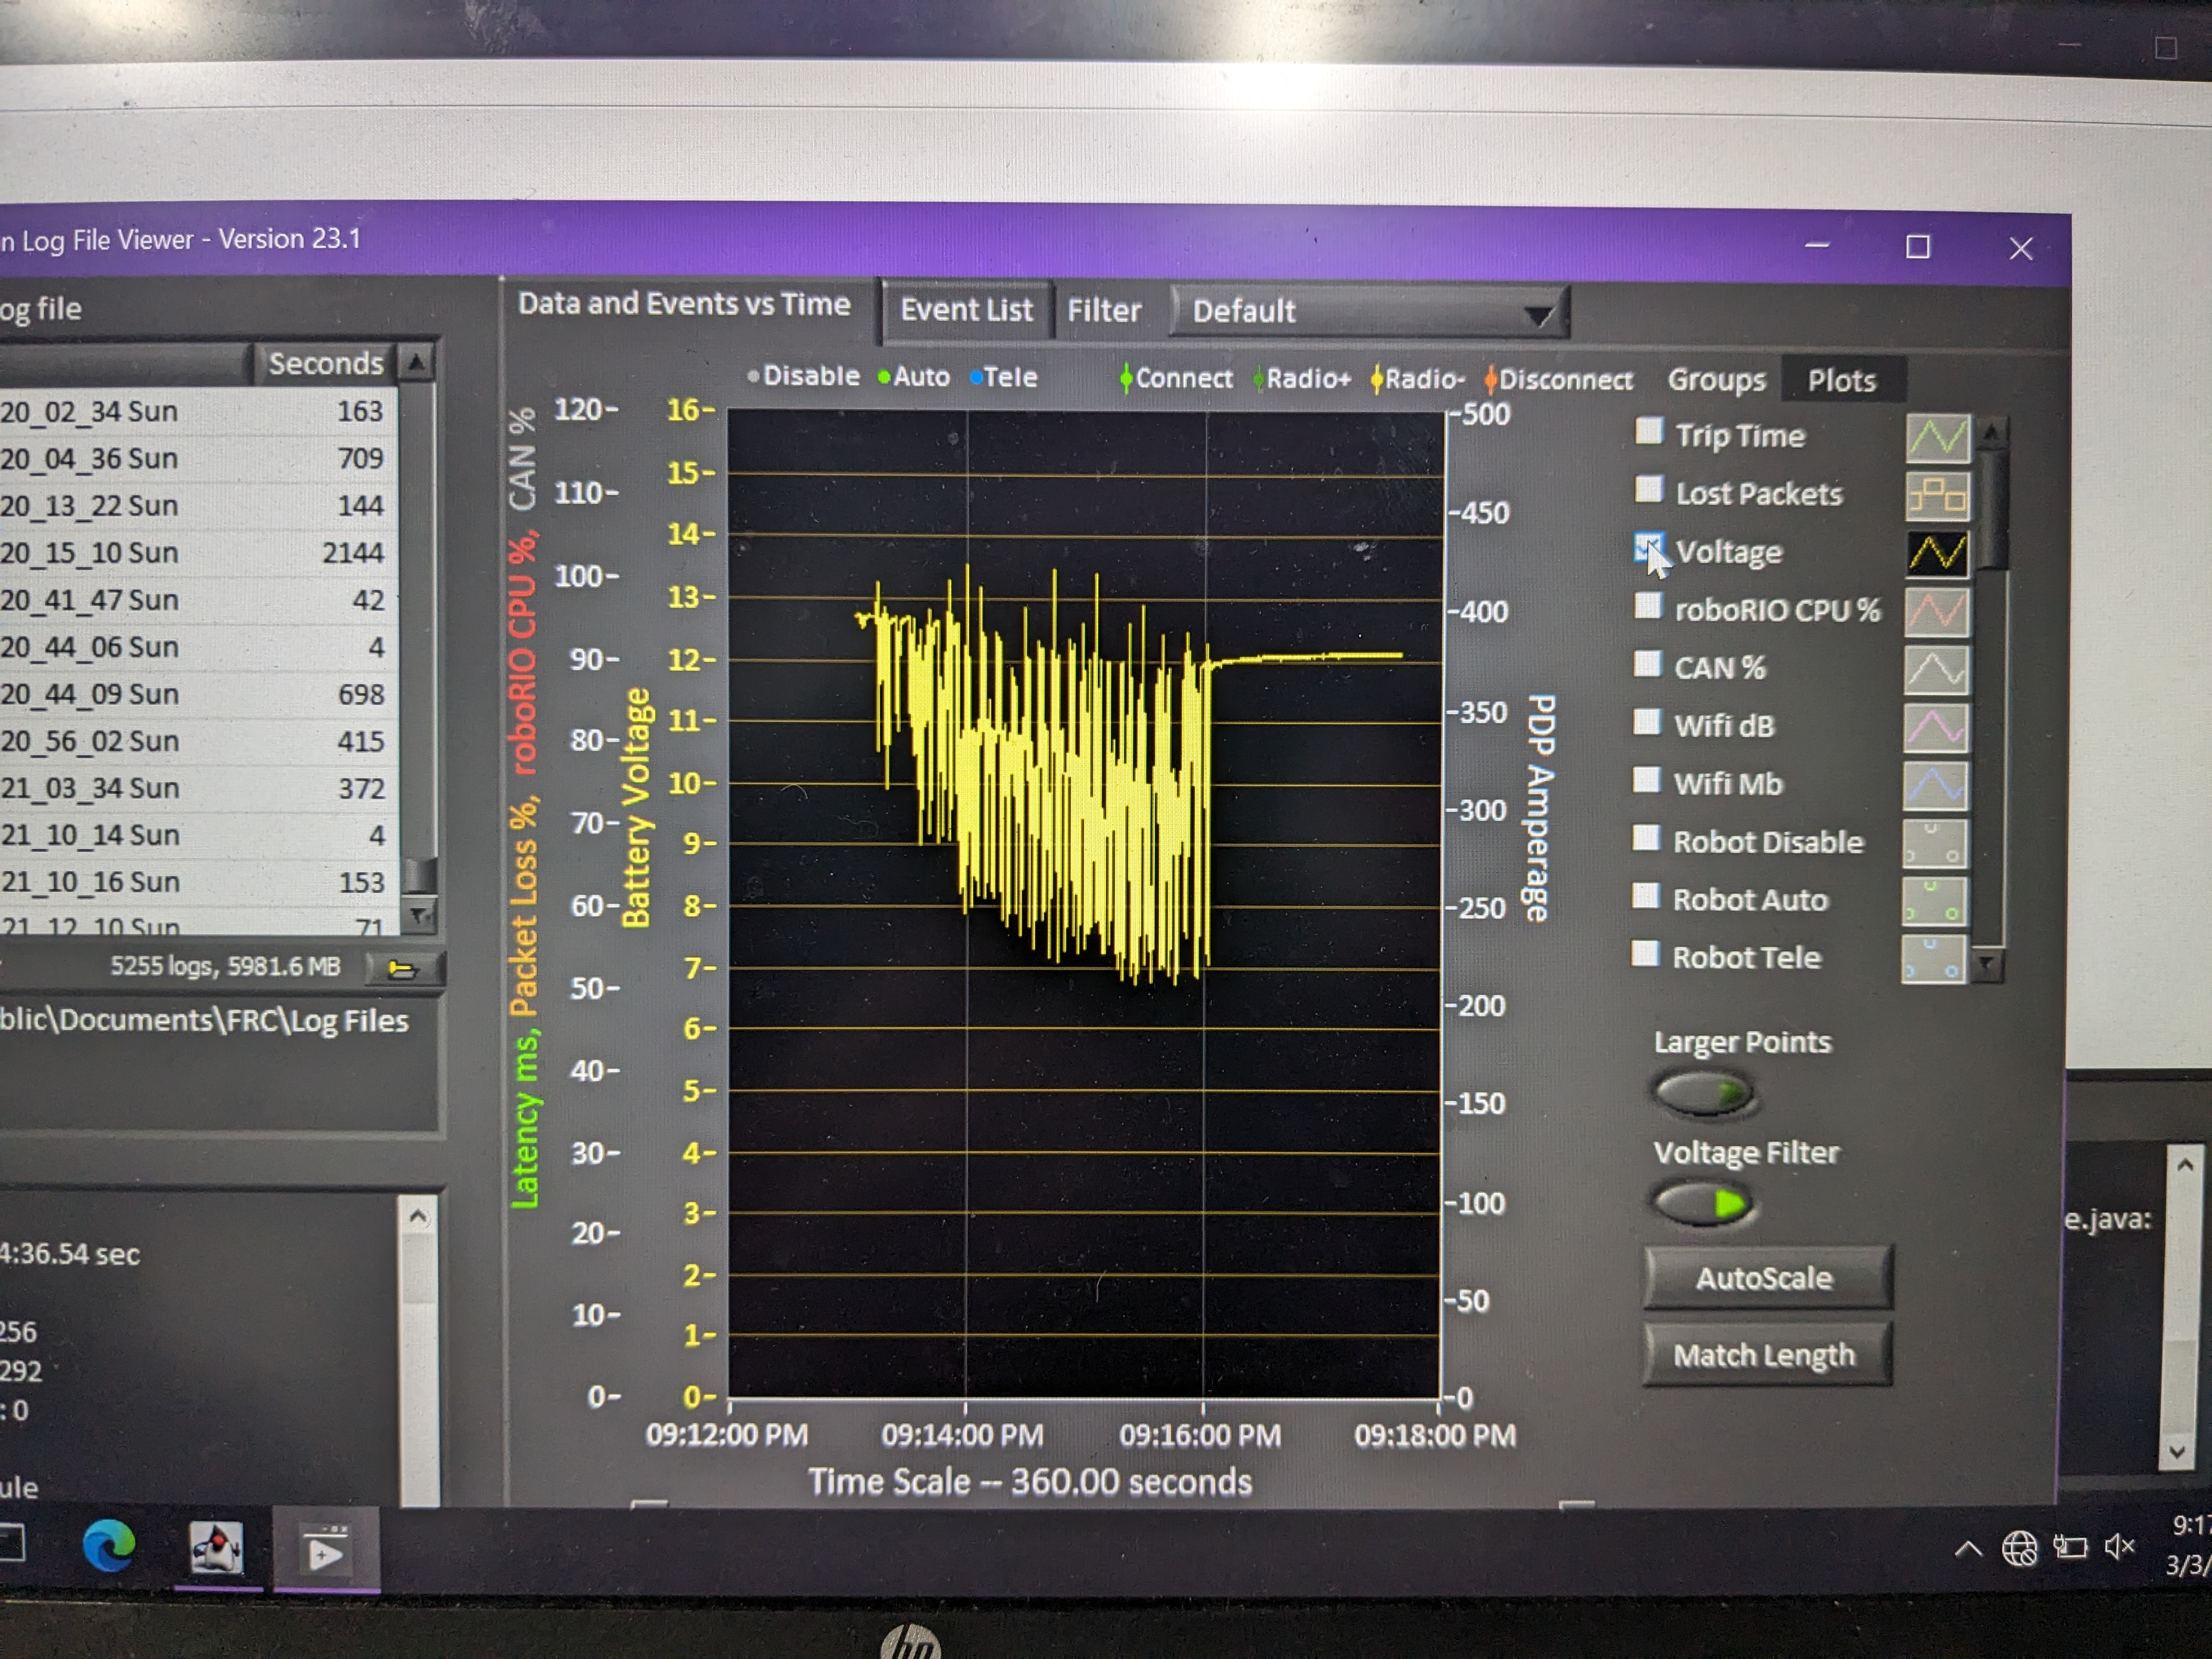 n Log File Viewer - Version 23.1
og file
Seconds
20_02_34 Sun 163
20_04_36 Sun 709
20_13_22 Sun 144
20_15_10 Sun 2144
20_41_47 Sun 42
20_44_06 Sun 4
20_44_09 Sun 698
20_56_02 Sun 415
21_03_34 Sun 372
21_10_14 Sun 4
21_10_16 Sun 153
21_12_10 Sun 71
5255 logs, 5981.6 MB
blic\Documents\FRC\Log Files
4:36.54 sec
256
292
: 0
ule
Data and Events vs Time
Event List
Filter
Default
Disable Auto Tele Connect Radio+ Radio- Disconnect
Groups Plots
Latency ms, Packet Loss %, roboRIO CPU %, CAN %
120
110
100
90
80
70
60
50
40
30
20
10
0
Battery Voltage
16
15
14
13
12
11
10
9
8
7
6
5
4
3
2
1
0
500
450
400
350
300
250
200
150
100
50
0
PDP Amperage
09:12:00 PM 09:14:00 PM 09:16:00 PM 09:18:00 PM
Time Scale -- 360.00 seconds
Trip Time
Lost Packets
Voltage
roboRIO CPU %
CAN %
Wifi dB
Wifi Mb
Robot Disable
Robot Auto
Robot Tele
Larger Points
Voltage Filter
AutoScale
Match Length
e.java:
9:17
3/3/
hp